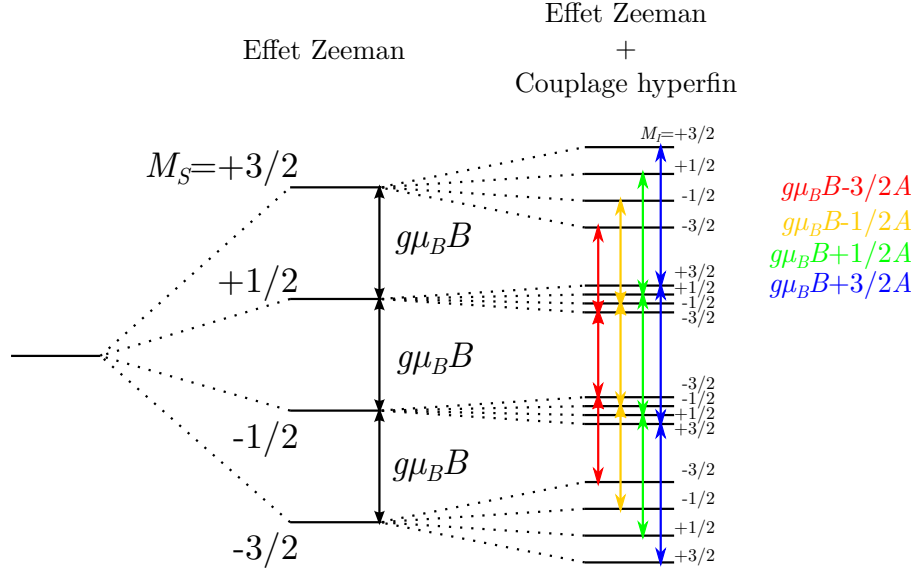 Effet Zeeman
Effet Zeeman
+
Couplage hyperfin
M_S=+3/2
+1/2
-1/2
-3/2
gμ_BB
gμ_BB
gμ_BB
M_I=+3/2
+1/2
-1/2
-3/2
+3/2
+1/2
-1/2
-3/2
-3/2
-1/2
+1/2
+3/2
-3/2
-1/2
+1/2
+3/2
gμ_BB-3/2A
gμ_BB-1/2A
gμ_BB+1/2A
gμ_BB+3/2A